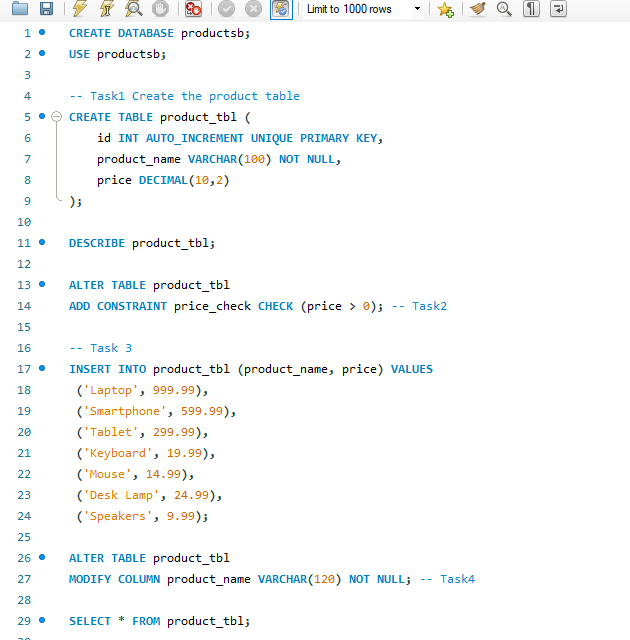 Limit to 1000 rows
1 CREATE DATABASE productsb;
2 USE productsb;
3
4 -- Task1 Create the product table
5 CREATE TABLE product_tbl (
6 id INT AUTO_INCREMENT UNIQUE PRIMARY KEY,
7 product_name VARCHAR(100) NOT NULL,
8 price DECIMAL(10,2)
9 );
10
11 DESCRIBE product_tbl;
12
13 ALTER TABLE product_tbl
14 ADD CONSTRAINT price_check CHECK (price > 0); -- Task2
15
16 -- Task 3
17 INSERT INTO product_tbl (product_name, price) VALUES
18 ('Laptop', 999.99),
19 ('Smartphone', 599.99),
20 ('Tablet', 299.99),
21 ('Keyboard', 19.99),
22 ('Mouse', 14.99),
23 ('Desk Lamp', 24.99),
24 ('Speakers', 9.99);
25
26 ALTER TABLE product_tbl
27 MODIFY COLUMN product_name VARCHAR(120) NOT NULL; -- Task4
28
29 SELECT * FROM product_tbl;